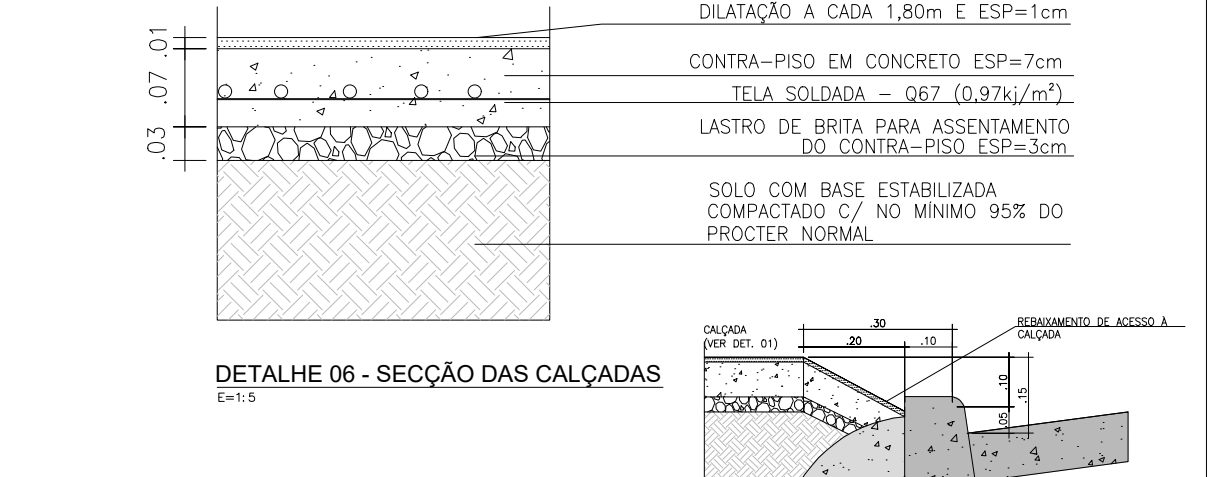 DILATAÇÃO A CADA 1,80m E ESP=1cm
.01
CONTRA-PISO EM CONCRETO ESP=7cm
.07
TELA SOLDADA - Q67 (0,97kj/m²)
LASTRO DE BRITA PARA ASSENTAMENTO
DO CONTRA-PISO ESP=3cm
.03
SOLO COM BASE ESTABILIZADA
COMPACTADO C/ NO MÍNIMO 95% DO
PROCTER NORMAL
DETALHE 06 - SECÇÃO DAS CALÇADAS
E=1:5
CALÇADA
(VER DET. 01)
.30
.20
.10
REBAIXAMENTO DE ACESSO À
CALÇADA
.10
.15
.05